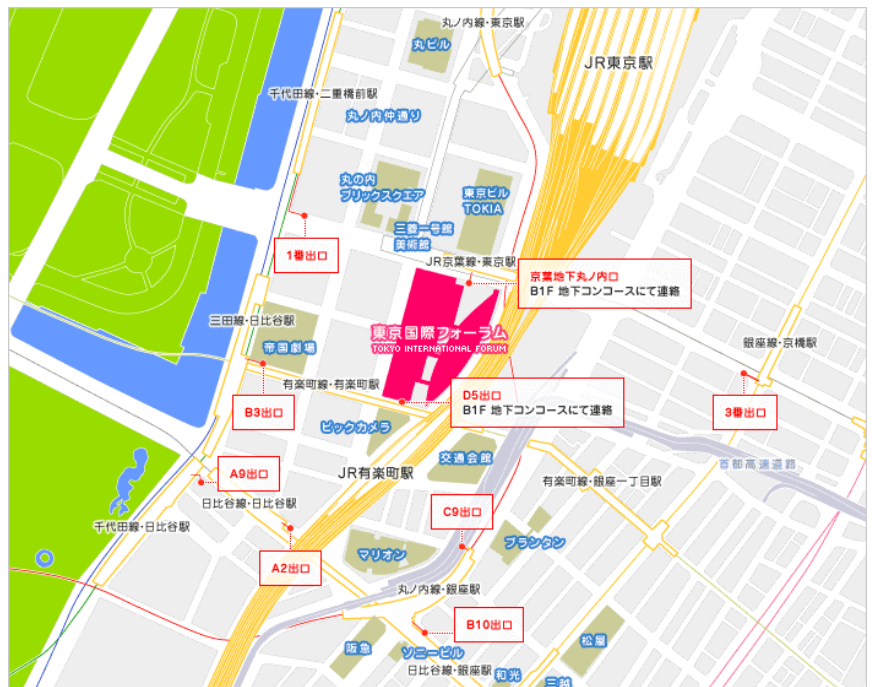 丸ノ内線・東京駅
丸ビル
JR東京駅
千代田線・二重橋前駅
丸ノ内仲通り
丸の内
ブリックスクエア
東京ビル
TOKIA
三菱一号館
美術館
1番出口
JR京葉線・東京駅
京葉地下丸ノ内口
B1F 地下コンコースにて連絡
三田線・日比谷駅
東京国際フォーラム
TOKYO INTERNATIONAL FORUM
帝国劇場
銀座線・京橋駅
有楽町線・有楽町駅
D5出口
B1F 地下コンコースにて連絡
B3出口
3番出口
ビックカメラ
交通会館
首都高速道路
A9出口
JR有楽町駅
有楽町線・銀座一丁目駅
日比谷線・日比谷駅
C9出口
千代田線・日比谷駅
プランタン
マリオン
A2出口
丸ノ内線・銀座駅
B10出口
松屋
阪急
ソニービル
日比谷線・銀座駅
和光
三越